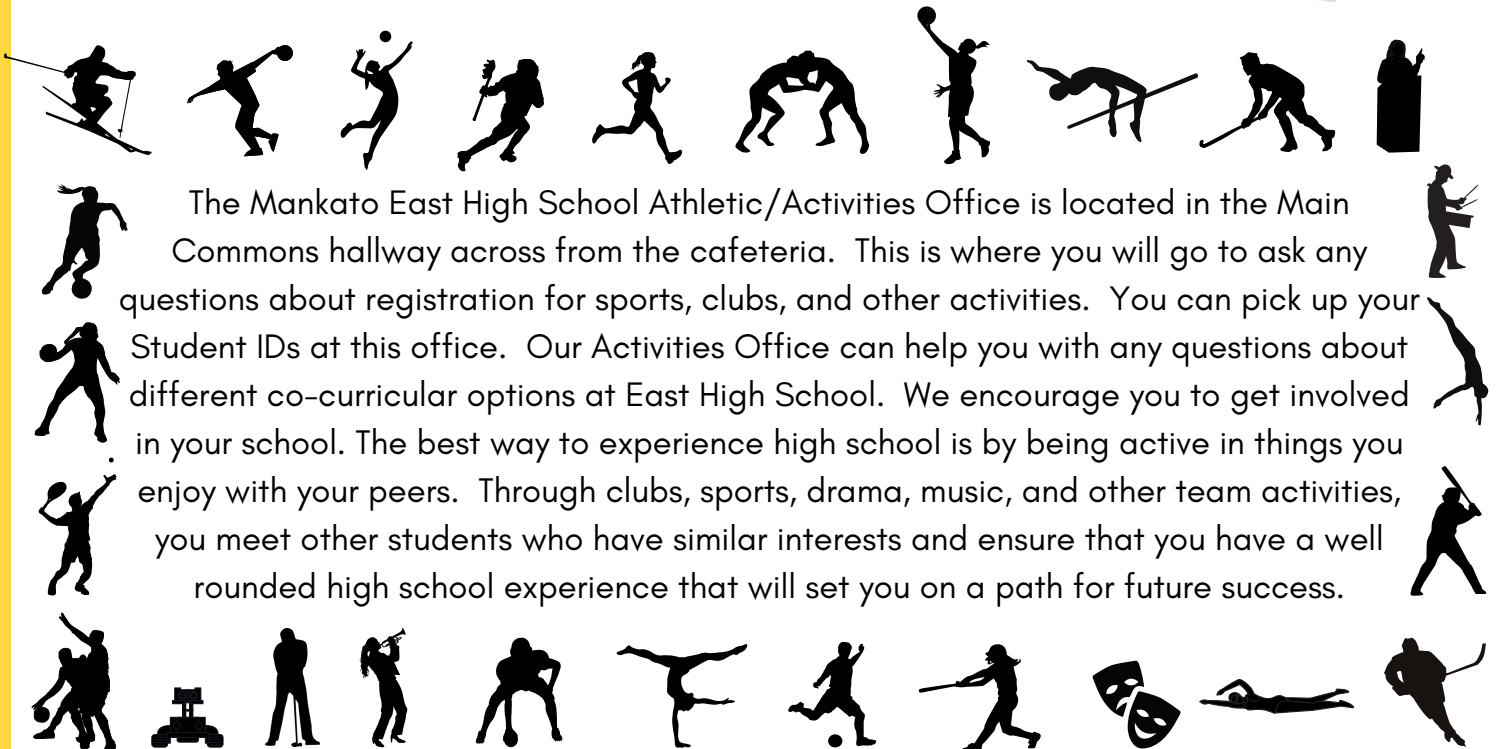 The Mankato East High School Athletic/Activities Office is located in the Main
Commons hallway across from the cafeteria.  This is where you will go to ask any
questions about registration for sports, clubs, and other activities.  You can pick up your
Student IDs at this office.  Our Activities Office can help you with any questions about
different co-curricular options at East High School.  We encourage you to get involved
in your school. The best way to experience high school is by being active in things you
enjoy with your peers.  Through clubs, sports, drama, music, and other team activities,
you meet other students who have similar interests and ensure that you have a well
rounded high school experience that will set you on a path for future success.